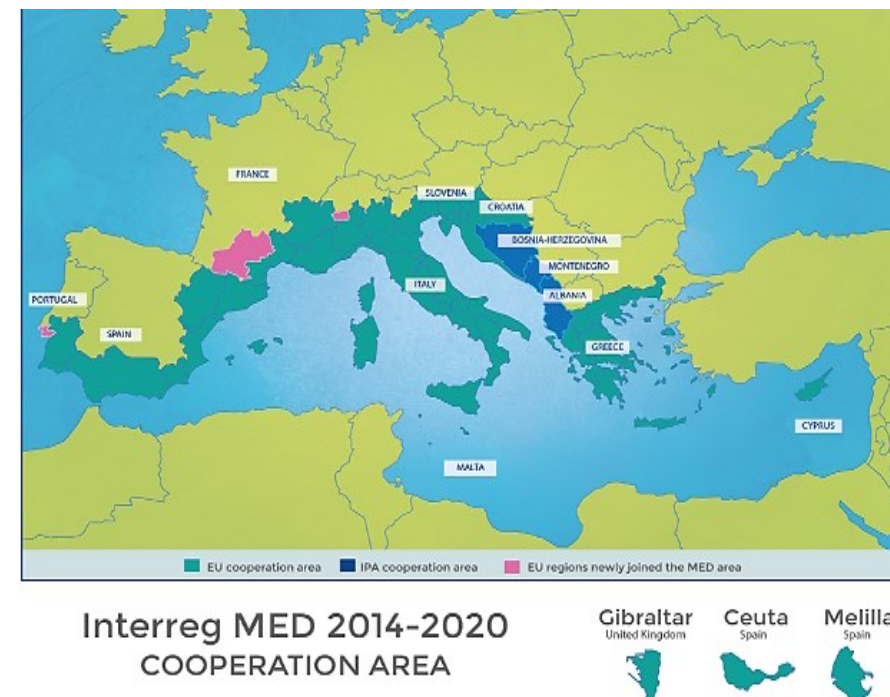 FRANCE
SLOVENIA
CROATIA
BOSNIA-HERZEGOVINA
MONTENEGRO
PORTUGAL
ITALY
ALBANIA
SPAIN
GREECE
CYPRUS
MALTA
EU cooperation area
IPA cooperation area
EU regions newly joined the MED area
Interreg MED 2014-2020
COOPERATION AREA
Gibraltar
United Kingdom
Ceuta
Spain
Melilla
Spain